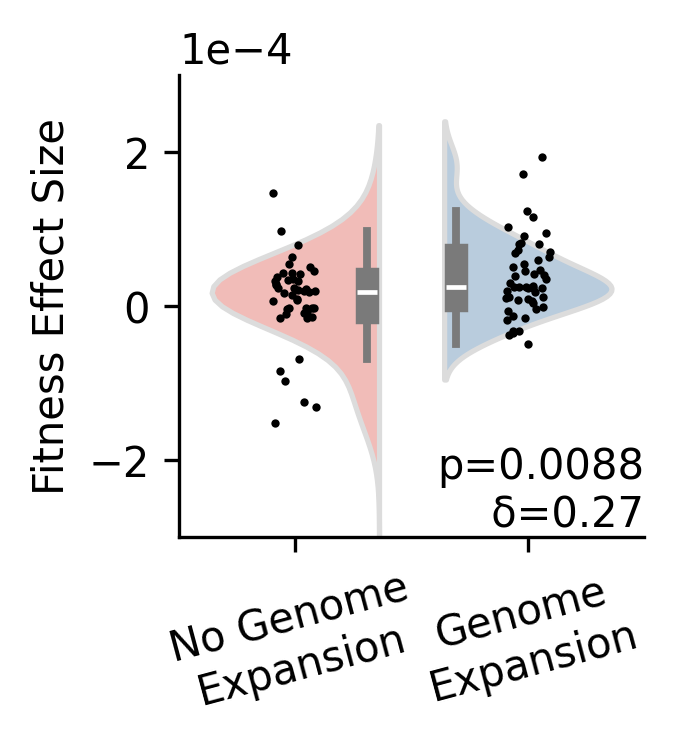 1e−4
Fitness Effect Size
2
0
−2
p=0.0088
δ=0.27
No Genome
Expansion
Genome
Expansion